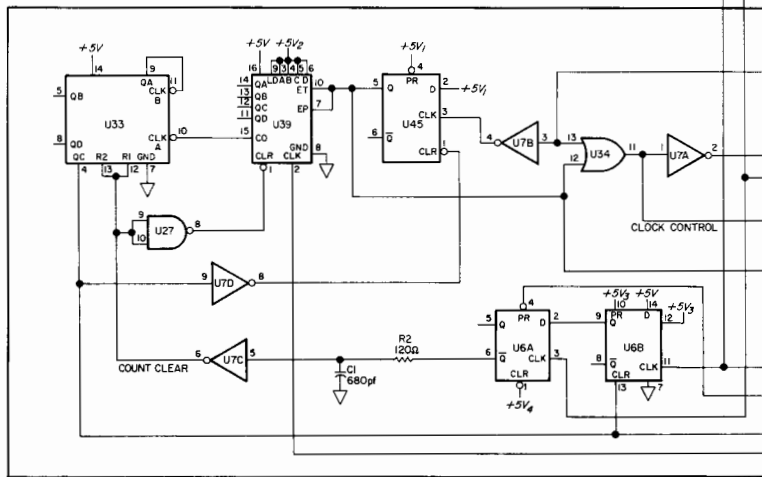 +5V
14
9
QA
11
CLK
B
5
QB
U33
CLK
A
10
8
QD
QC
R2
R1
GND
4
13
12
7
+5V
+5V2
16
9
3
4
5
6
LD
A
B
C
D
14
QA
13
QB
12
QC
11
QD
ET
10
EP
7
U39
15
CO
GND
8
CLR
CLK
1
2
+5V1
4
PR
5
Q
D
2
+5V1
CLK
3
U45
6
Q̅
CLR
1
4
U7B
3
13
12
U34
11
1
U7A
2
CLOCK CONTROL
9
10
U27
8
9
U7D
8
6
U7C
5
COUNT CLEAR
R2
120Ω
C1
680pf
4
PR
5
Q
D
2
U6A
6
Q̅
CLK
3
CLR
1
+5V4
+5V3
+5V
10
14
+5V3
PR
D
12
9
Q
U6B
8
Q̅
CLK
11
CLR
13
7